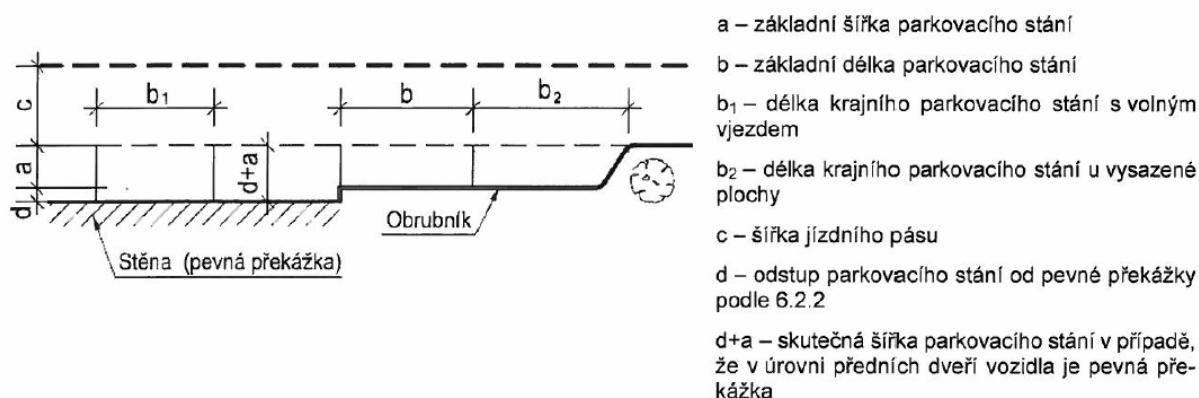 c
a
d
b1
d+a
b
b2
Obrubník
Stěna (pevná překážka)
a – základní šířka parkovacího stání
b – základní délka parkovacího stání
b1 – délka krajního parkovacího stání s volným
vjezdem
b2 – délka krajního parkovacího stání u vysazené
plochy
c – šířka jízdního pásu
d – odstup parkovacího stání od pevné překážky
podle 6.2.2
d+a – skutečná šířka parkovacího stání v případě,
že v úrovni předních dveří vozidla je pevná pře-
kážka